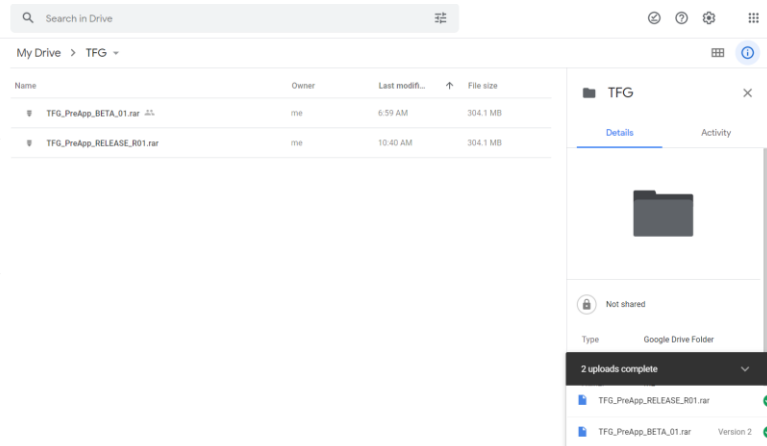 Search in Drive
My Drive > TFG
Name Owner Last modifi... File size
TFG_PreApp_BETA_01.rar me 6:59 AM 304.1 MB
TFG_PreApp_RELEASE_R01.rar me 10:40 AM 304.1 MB
TFG
Details Activity
Not shared
Type Google Drive Folder
2 uploads complete
TFG_PreApp_RELEASE_R01.rar
TFG_PreApp_BETA_01.rar Version 2